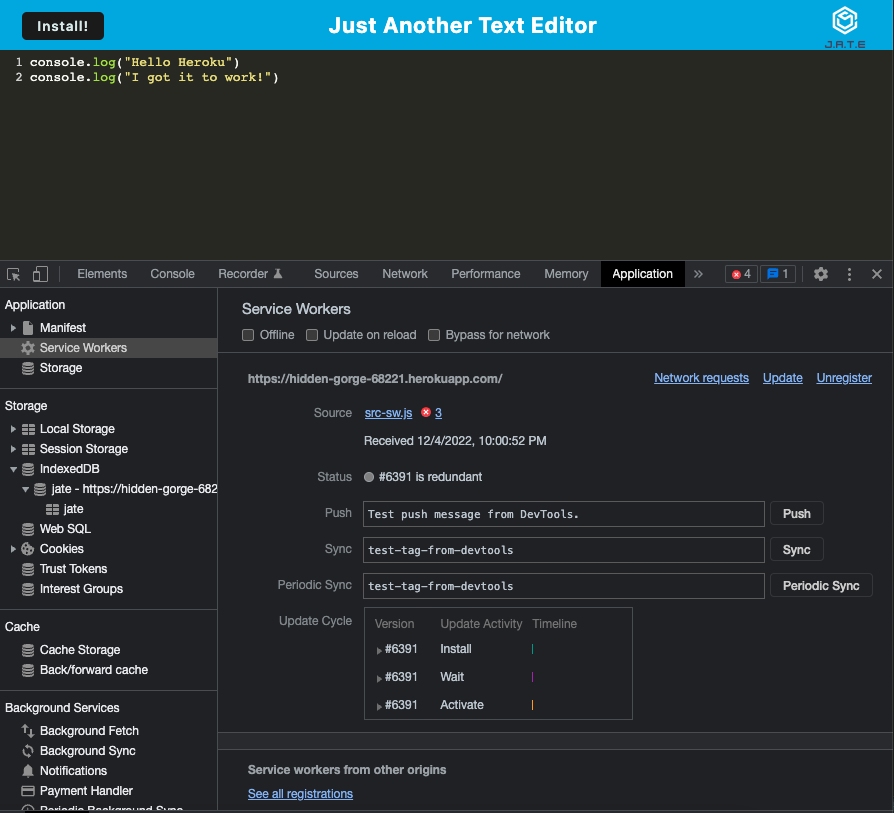 Install!
Just Another Text Editor
J.A.T.E
1 console.log("Hello Heroku")
2 console.log("I got it to work!")
Elements Console Recorder Sources Network Performance Memory Application » 4 1
Application
Manifest
Service Workers
Storage
Storage
Local Storage
Session Storage
IndexedDB
jate - https://hidden-gorge-682
jate
Web SQL
Cookies
Trust Tokens
Interest Groups
Cache
Cache Storage
Back/forward cache
Background Services
Background Fetch
Background Sync
Notifications
Payment Handler
Periodic Background Sync
Service Workers
Offline Update on reload Bypass for network
https://hidden-gorge-68221.herokuapp.com/ Network requests Update Unregister
Source src-sw.js 3
Received 12/4/2022, 10:00:52 PM
Status #6391 is redundant
Push Test push message from DevTools. Push
Sync test-tag-from-devtools Sync
Periodic Sync test-tag-from-devtools Periodic Sync
Update Cycle Version Update Activity Timeline
#6391 Install
#6391 Wait
#6391 Activate
Service workers from other origins
See all registrations